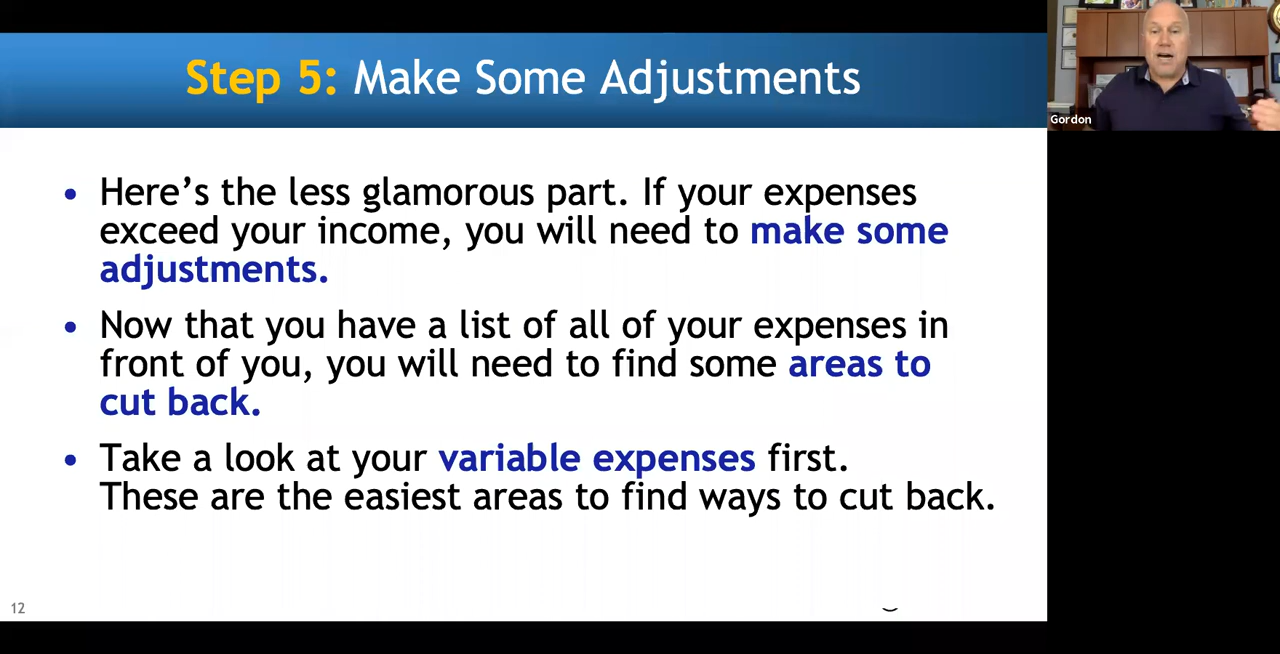 Step 5: Make Some Adjustments
Gordon
• Here’s the less glamorous part. If your expenses
exceed your income, you will need to make some
adjustments.
• Now that you have a list of all of your expenses in
front of you, you will need to find some areas to
cut back.
• Take a look at your variable expenses first.
These are the easiest areas to find ways to cut back.
12